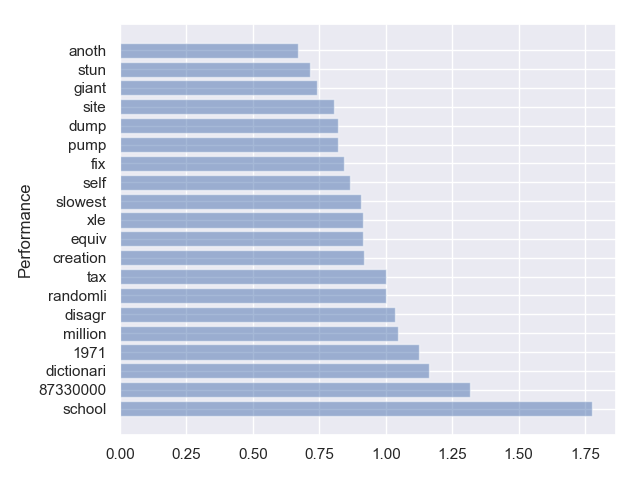 anoth
stun
giant
site
dump
pump
fix
self
slowest
xle
equiv
creation
tax
randomli
disagr
million
1971
dictionari
87330000
school
Performance
0.00 0.25 0.50 0.75 1.00 1.25 1.50 1.75